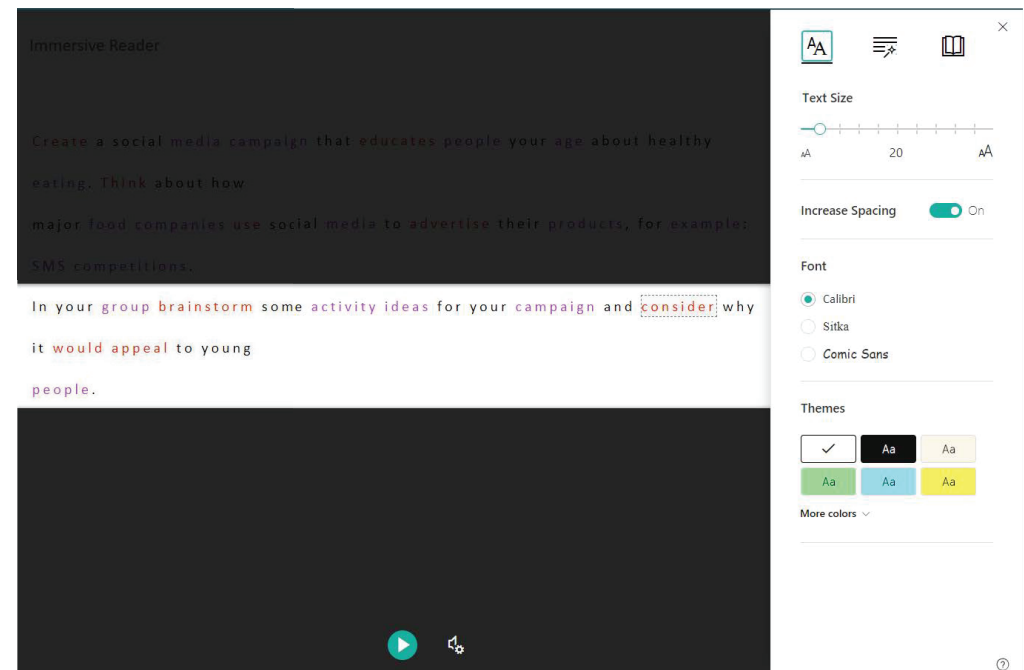 Immersive Reader
Create a social media campaign that educates people your age about healthy
eating. Think about how
major food companies use social media to advertise their products, for example:
SMS competitions.
In your group brainstorm some activity ideas for your campaign and consider why
it would appeal to young
people.
AA
Text Size
AA 20 AA
Increase Spacing On
Font
Calibri
Sitka
Comic Sans
Themes
Aa Aa
Aa Aa Aa
More colors